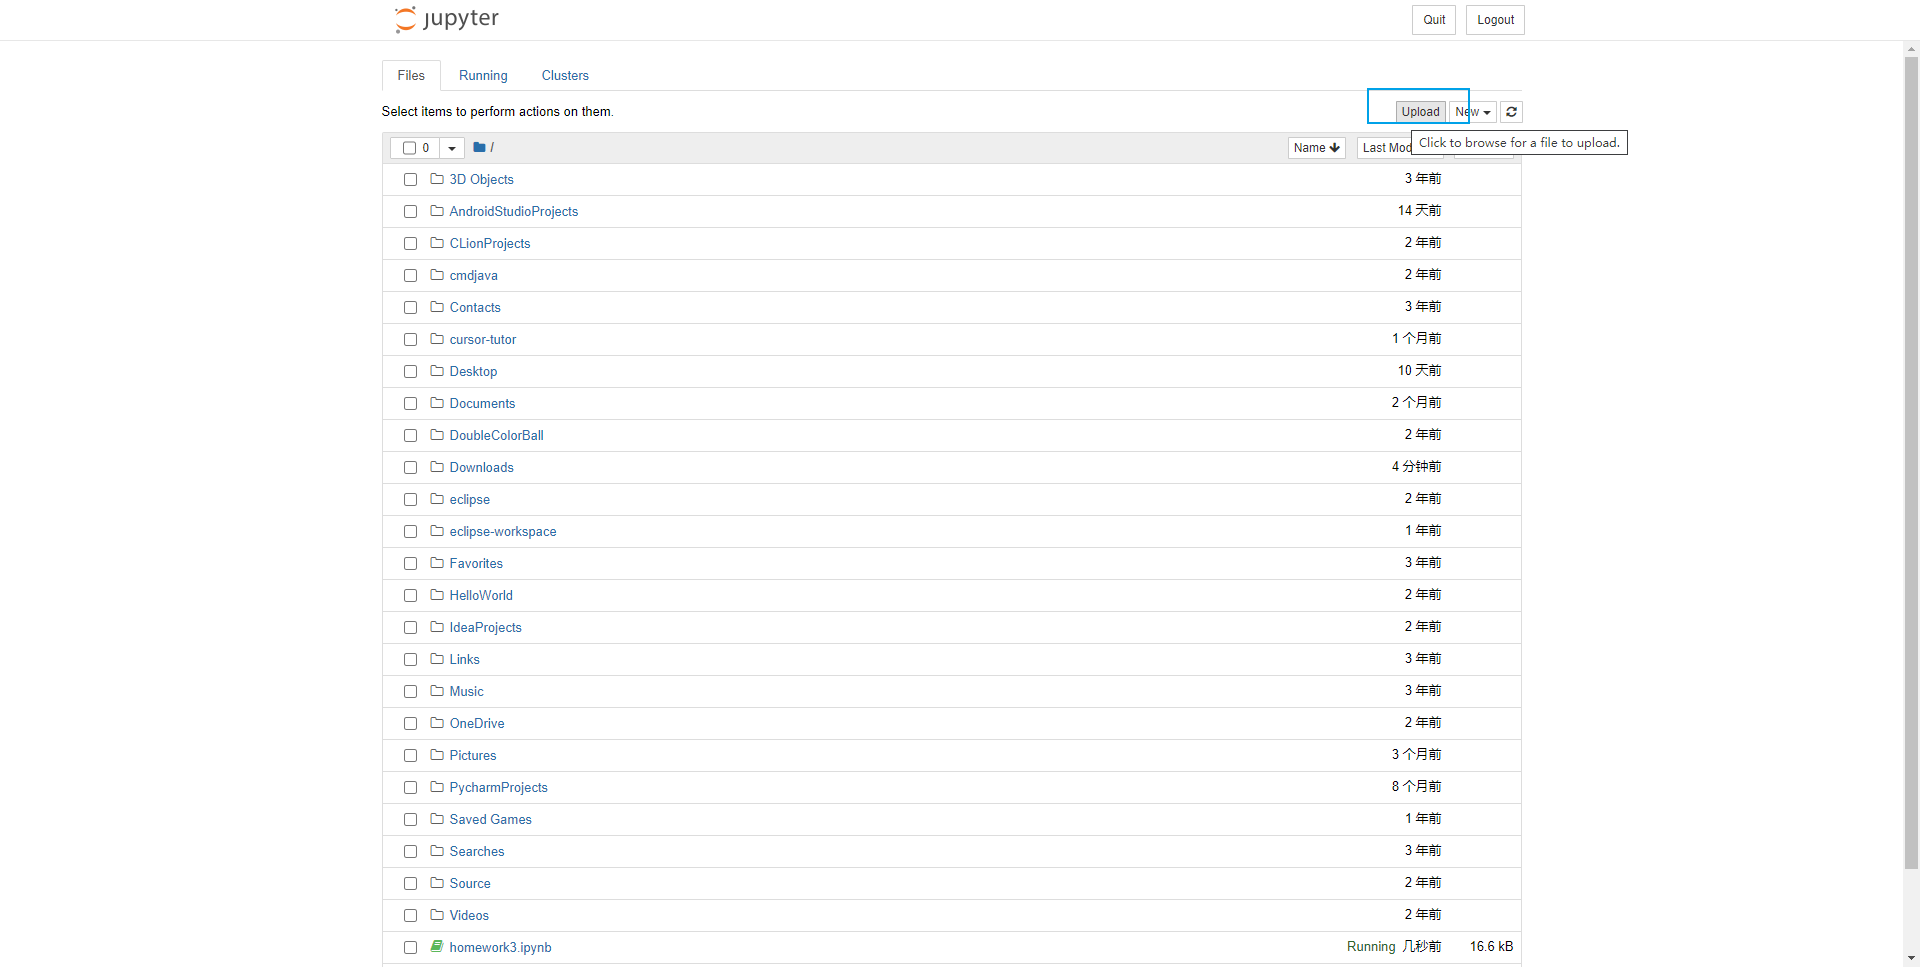 jupyter
Quit Logout
Files Running Clusters
Select items to perform actions on them.
Upload New
Click to browse for a file to upload.
0 / Name Last Mod
3D Objects 3 年前
AndroidStudioProjects 14 天前
CLionProjects 2 年前
cmdjava 2 年前
Contacts 3 年前
cursor-tutor 1 个月前
Desktop 10 天前
Documents 2 个月前
DoubleColorBall 2 年前
Downloads 4 分钟前
eclipse 2 年前
eclipse-workspace 1 年前
Favorites 3 年前
HelloWorld 2 年前
IdeaProjects 2 年前
Links 3 年前
Music 3 年前
OneDrive 2 年前
Pictures 3 个月前
PycharmProjects 8 个月前
Saved Games 1 年前
Searches 3 年前
Source 2 年前
Videos 2 年前
homework3.ipynb Running 几秒前 16.6 kB